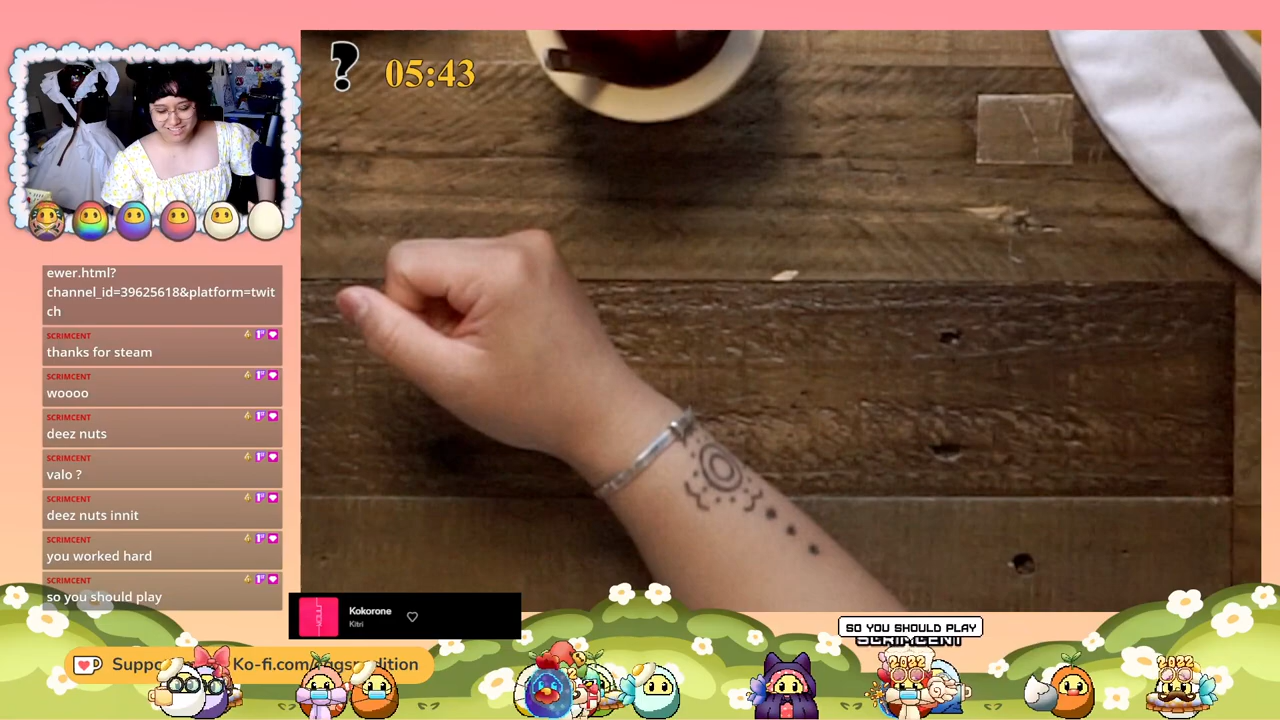 ?
05:43
ewer.html?
channel_id=39625618&platform=twit
ch
SCRIMCENT
thanks for steam
SCRIMCENT
woooo
SCRIMCENT
deez nuts
SCRIMCENT
valo ?
SCRIMCENT
deez nuts innit
SCRIMCENT
you worked hard
SCRIMCENT
so you should play
Kokorone
Kitri
SO YOU SHOULD PLAY
SCRIMCENT
Ko-fi.com/
2022
2022